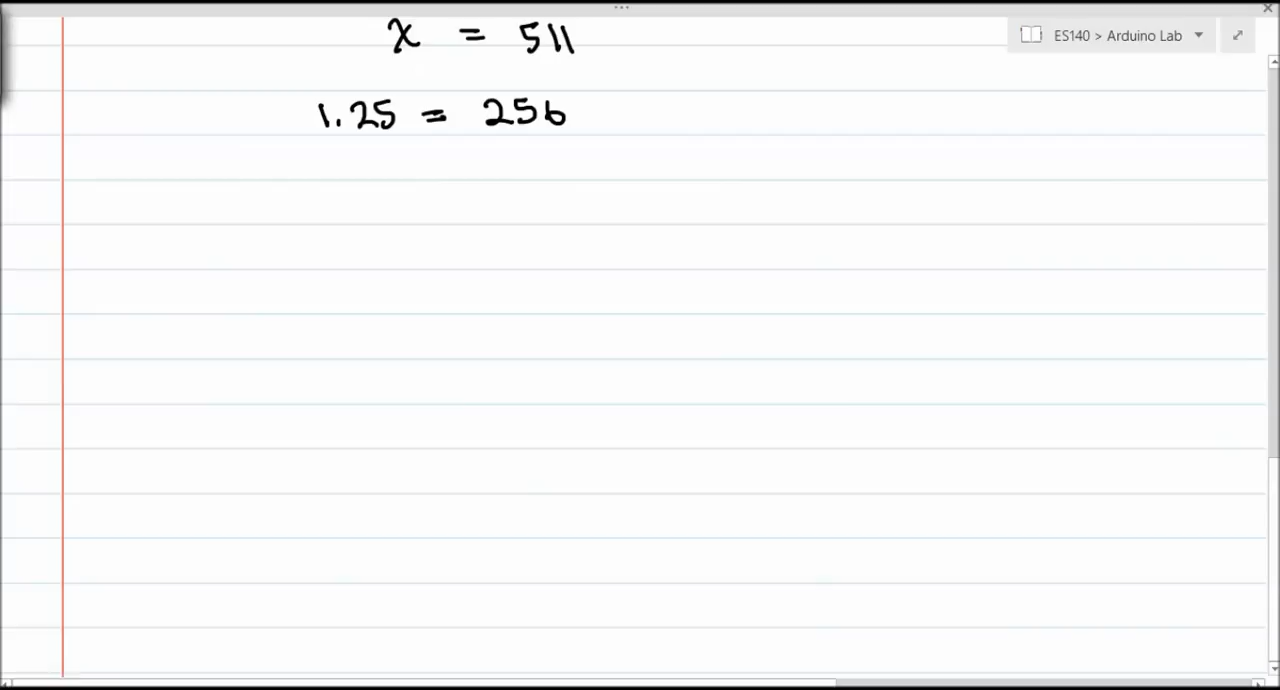 x = 511
ES140 > Arduino Lab
1.25 = 256